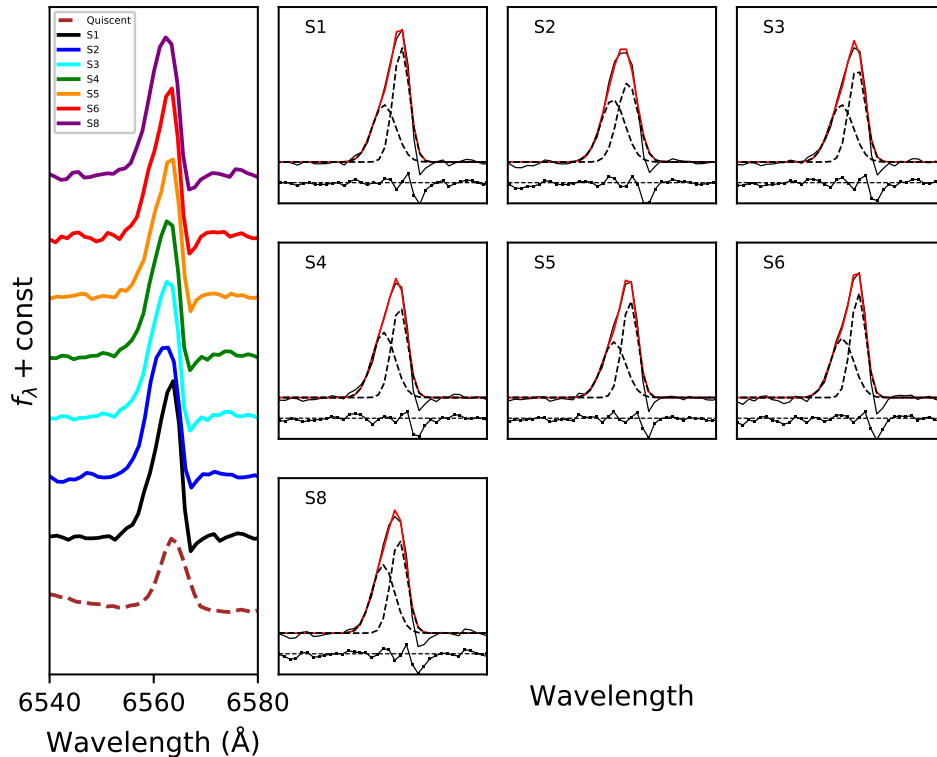 Quiscent
S1
S2
S3
S4
S5
S6
S8
f_λ + const
6540
6560
6580
Wavelength (Å)
S1
S2
S3
S4
S5
S6
S8
Wavelength